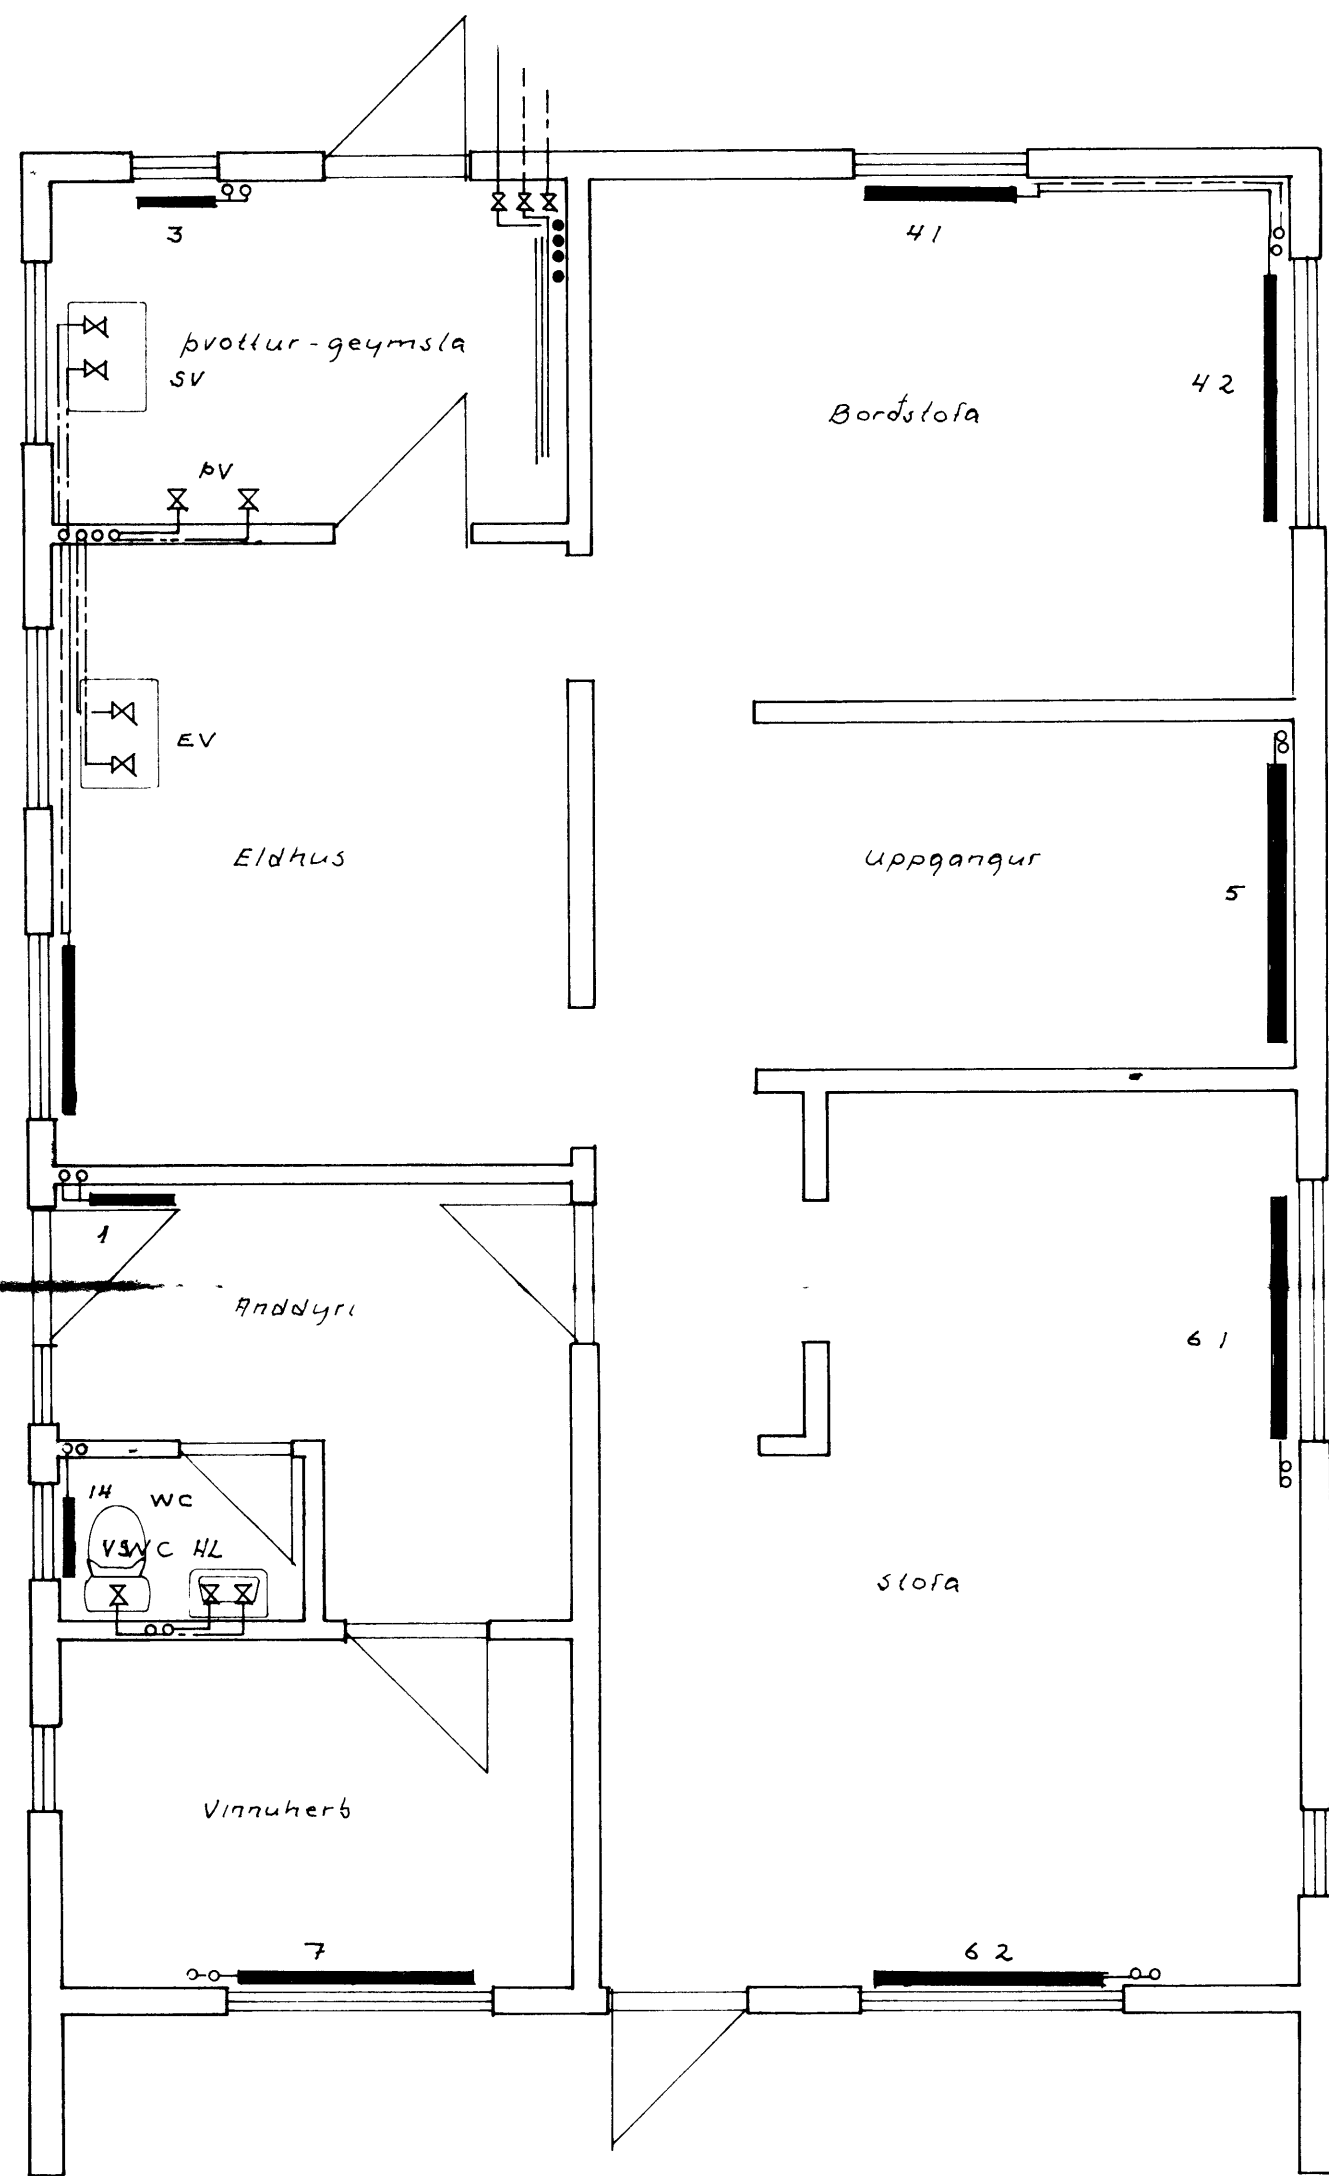 3
41
þvottur-geymsla
SV
42
Borðstofa
þV
EV
Eldhus
Uppgangur
5
1
Anddyri
61
14
WC
VSWC HL
Stofa
Vinnuherb
7
62